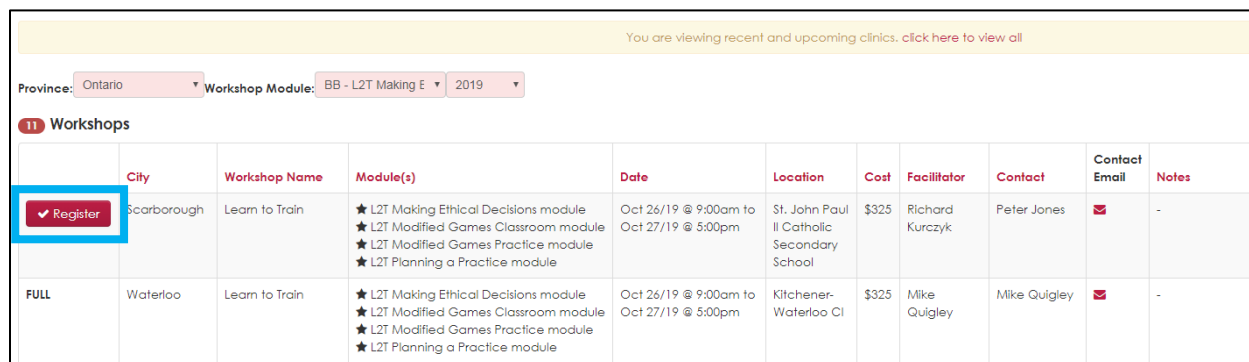 You are viewing recent and upcoming clinics. click here to view all
Province: Ontario Workshop Module: BB - L2T Making E 2019
11 Workshops
City Workshop Name Module(s) Date Location Cost Facilitator Contact Contact Email Notes
Register Scarborough Learn to Train ★ L2T Making Ethical Decisions module Oct 26/19 @ 9:00am to St. John Paul $325 Richard Peter Jones -
★ L2T Modified Games Classroom module Oct 27/19 @ 5:00pm II Catholic Kurczyk
★ L2T Modified Games Practice module Secondary
★ L2T Planning a Practice module School
FULL Waterloo Learn to Train ★ L2T Making Ethical Decisions module Oct 26/19 @ 9:00am to Kitchener- $325 Mike Mike Quigley -
★ L2T Modified Games Classroom module Oct 27/19 @ 5:00pm Waterloo CI Quigley
★ L2T Modified Games Practice module
★ L2T Planning a Practice module